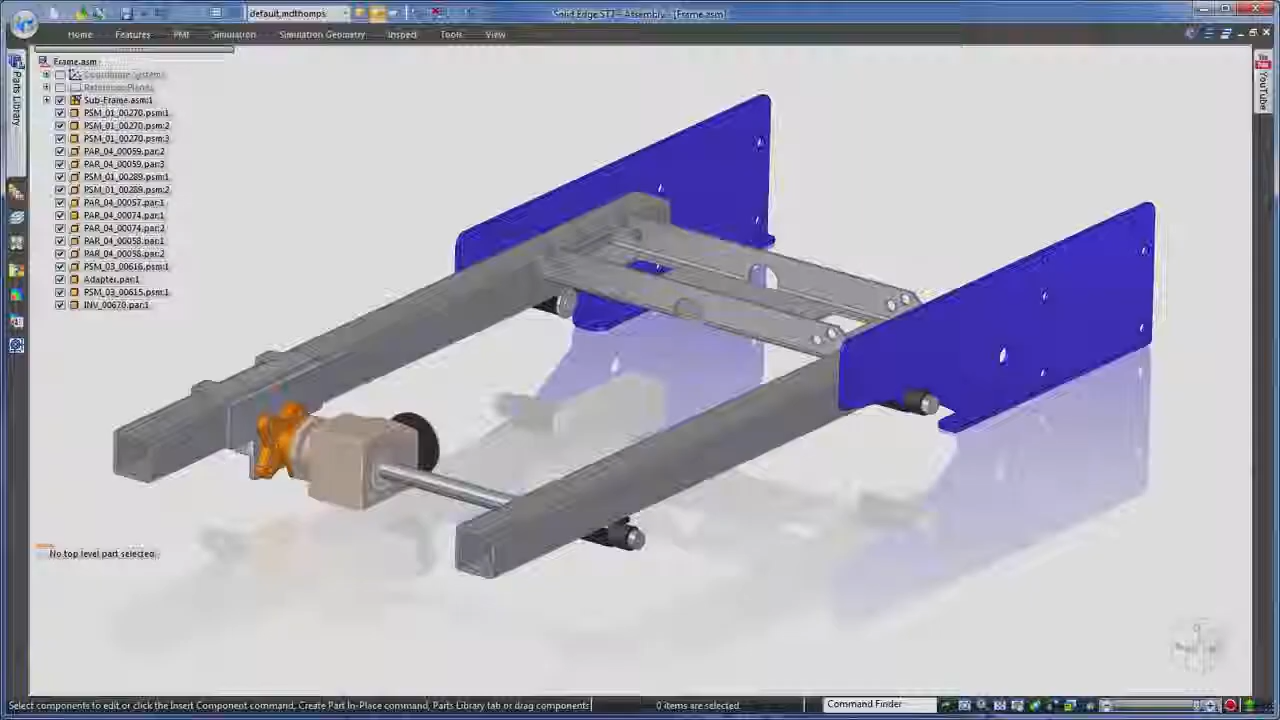 default,mdthomps
Solid Edge ST7 - Assembly - [Frame.asm]
Home Features PMI Simulation Simulation Geometry Inspect Tools View
Frame.asm
Coordinate Systems
Reference Planes
Sub-Frame.asm:1
PSM_01_00270.psm:1
PSM_01_00270.psm:2
PSM_01_00270.psm:3
PAR_04_00059.par:2
PAR_04_00059.par:3
PSM_01_00289.psm:1
PSM_01_00289.psm:2
PAR_04_00057.par:1
PAR_04_00074.par:1
PAR_04_00074.par:2
PAR_04_00058.par:1
PAR_04_00058.par:2
PSM_03_00616.psm:1
Adapter.par:1
PSM_03_00615.psm:1
INV_00670.par:1
Parts Library
YouTube
No top level part selected.
Select components to edit or click the Insert Component command, Create Part In-Place command, Parts Library tab or drag components
0 items are selected
Command Finder